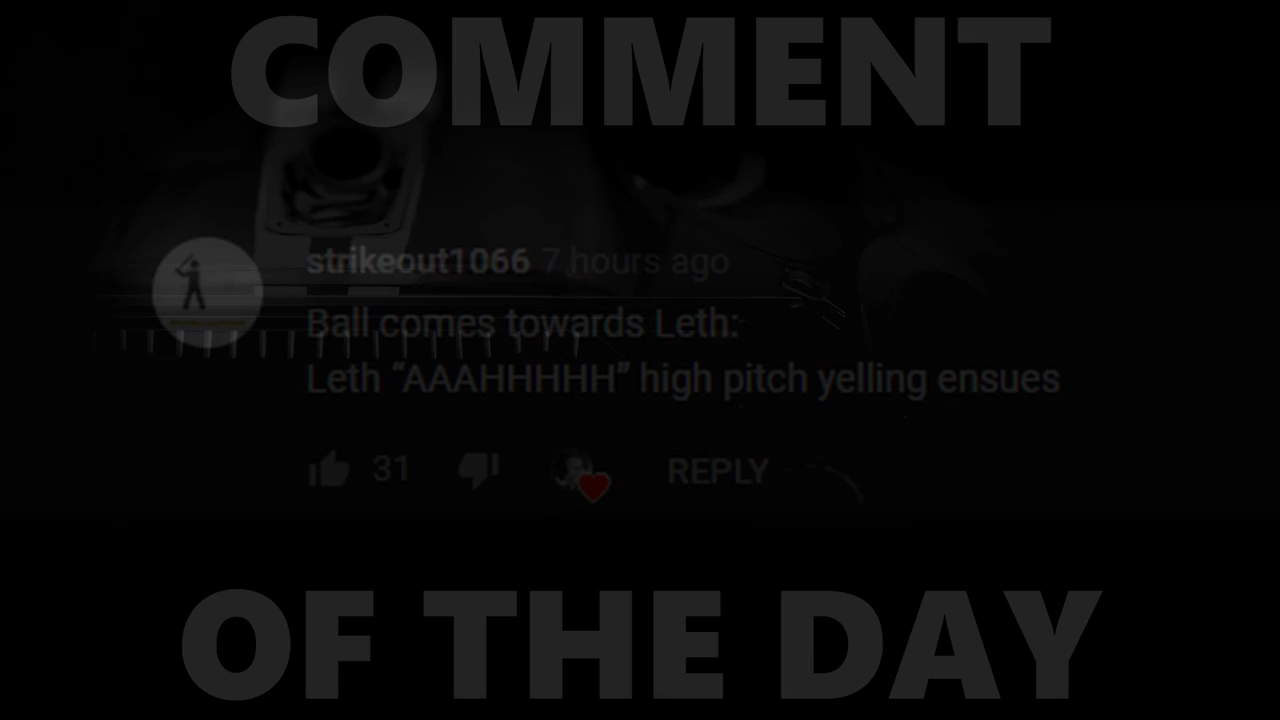 COMMENT
strikeout1066 7 hours ago
Ball comes towards Leth:
Leth “AAAHHHHH” high pitch yelling ensues
31 REPLY
OF THE DAY